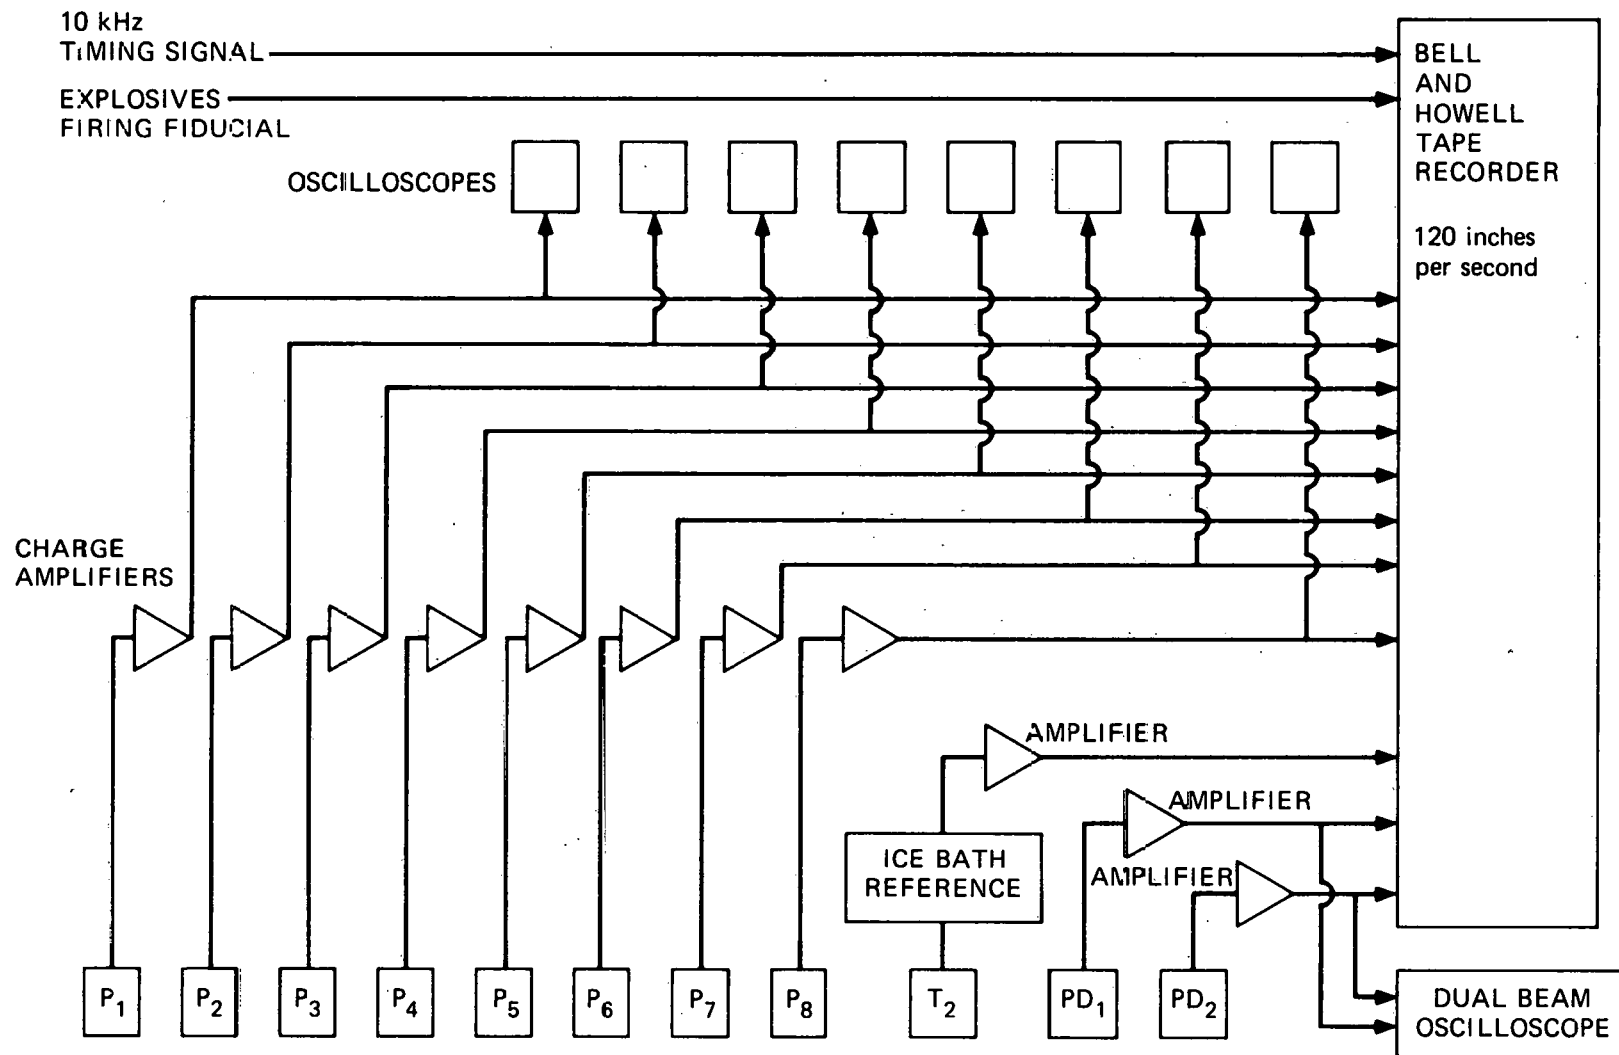 10 kHz
TIMING SIGNAL
EXPLOSIVES
FIRING FIDUCIAL
OSCILLOSCOPES
BELL
AND
HOWELL
TAPE
RECORDER
120 inches
per second
CHARGE
AMPLIFIERS
AMPLIFIER
AMPLIFIER
AMPLIFIER
ICE BATH
REFERENCE
P1 P2 P3 P4 P5 P6 P7 P8 T2 PD1 PD2
DUAL BEAM
OSCILLOSCOPE